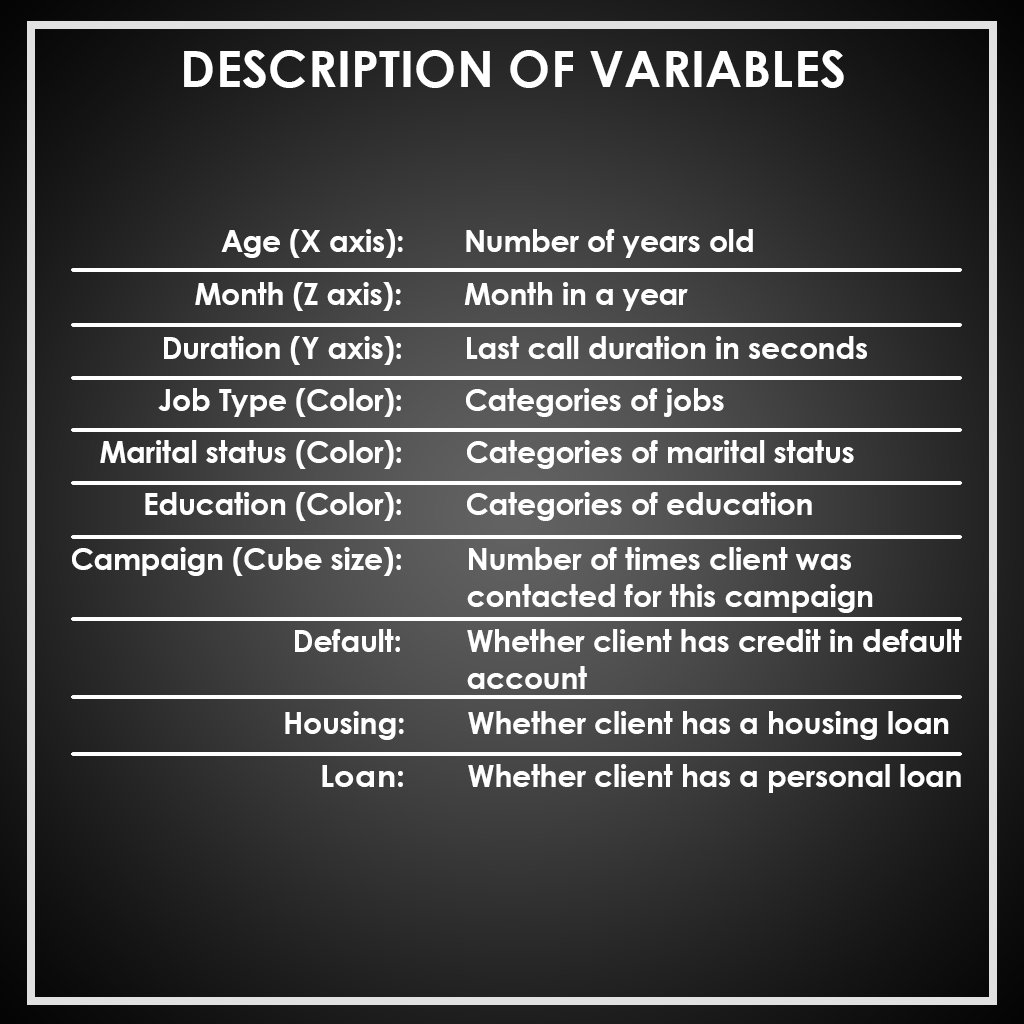 DESCRIPTION OF VARIABLES
Age (X axis): Number of years old
Month (Z axis): Month in a year
Duration (Y axis): Last call duration in seconds
Job Type (Color): Categories of jobs
Marital status (Color): Categories of marital status
Education (Color): Categories of education
Campaign (Cube size): Number of times client was
contacted for this campaign
Default: Whether client has credit in default
account
Housing: Whether client has a housing loan
Loan: Whether client has a personal loan